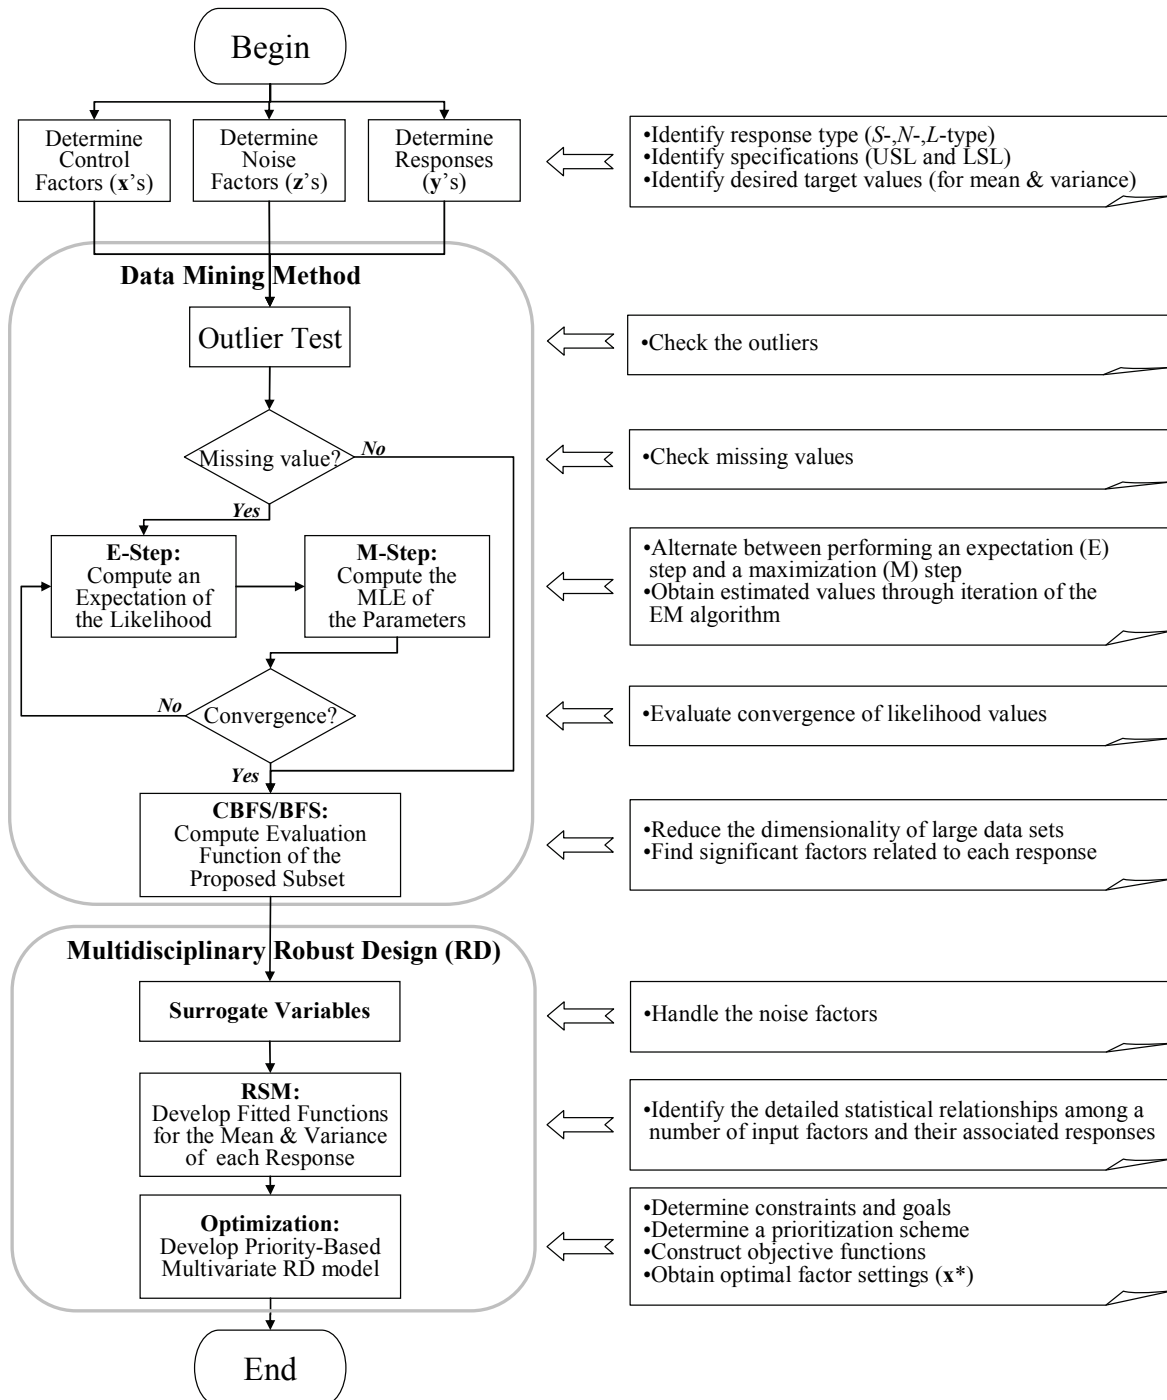 Begin
Determine
Control
Factors (x's)
Determine
Noise
Factors (z's)
Determine
Responses
(y's)
•Identify response type (S-,N-,L-type)
•Identify specifications (USL and LSL)
•Identify desired target values (for mean & variance)
Data Mining Method
Outlier Test
•Check the outliers
Missing value?
No
Yes
•Check missing values
E-Step:
Compute an
Expectation of
the Likelihood
M-Step:
Compute the
MLE of
the Parameters
•Alternate between performing an expectation (E)
step and a maximization (M) step
•Obtain estimated values through iteration of the
EM algorithm
No
Convergence?
Yes
•Evaluate convergence of likelihood values
CBFS/BFS:
Compute Evaluation
Function of the
Proposed Subset
•Reduce the dimensionality of large data sets
•Find significant factors related to each response
Multidisciplinary Robust Design (RD)
Surrogate Variables
•Handle the noise factors
RSM:
Develop Fitted Functions
for the Mean & Variance
of each Response
•Identify the detailed statistical relationships among a
number of input factors and their associated responses
Optimization:
Develop Priority-Based
Multivariate RD model
•Determine constraints and goals
•Determine a prioritization scheme
•Construct objective functions
•Obtain optimal factor settings (x*)
End